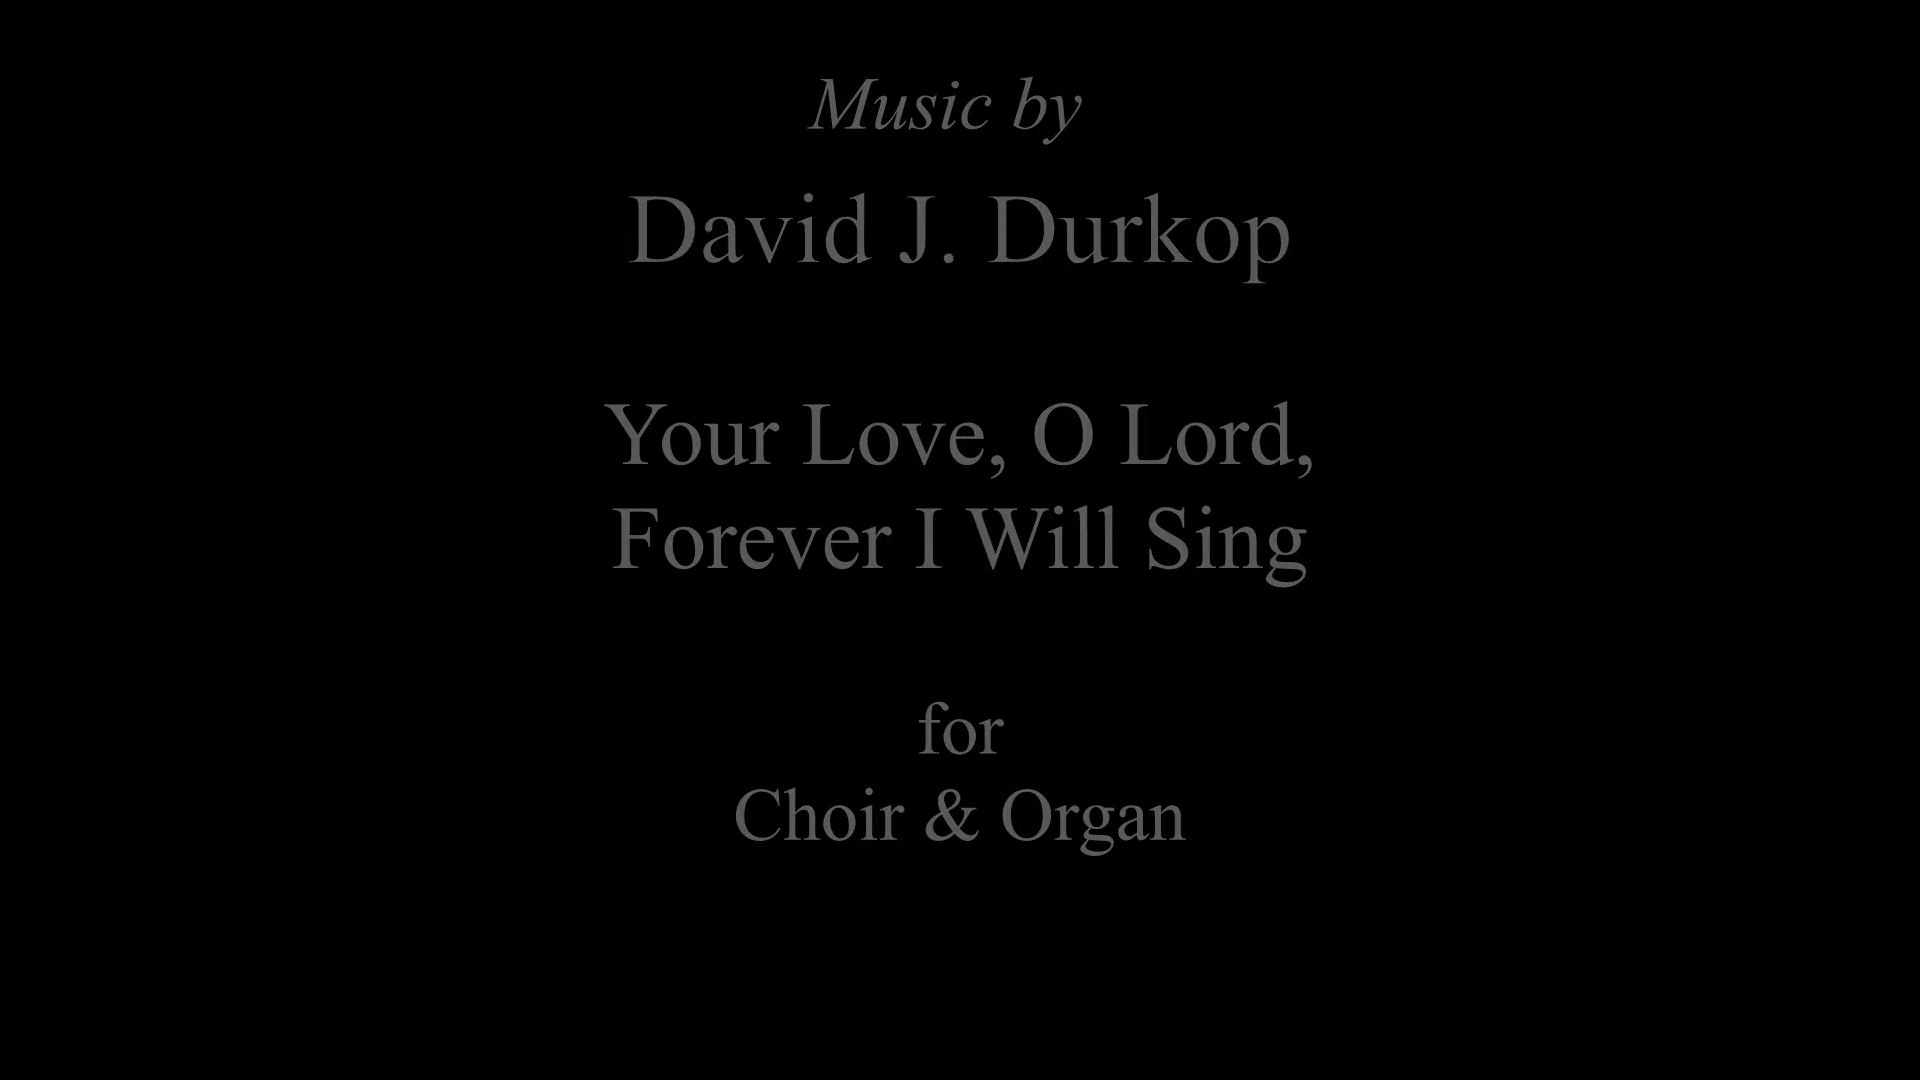 Music by
David J. Durkop
Your Love, O Lord,
Forever I Will Sing
for
Choir & Organ